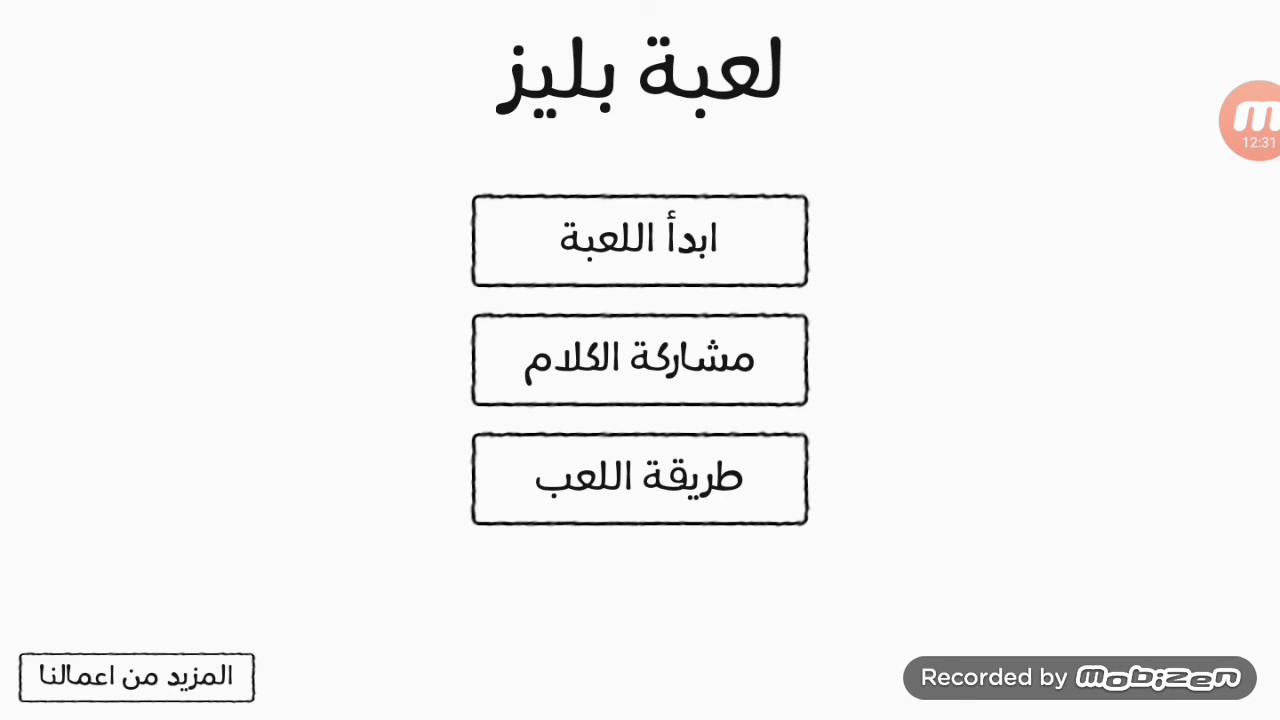 لعبة بليز
m
12:31
ابدأ اللعبة
مشاركة الكلام
طريقة اللعب
المزيد من اعمالنا
Recorded by mobizen